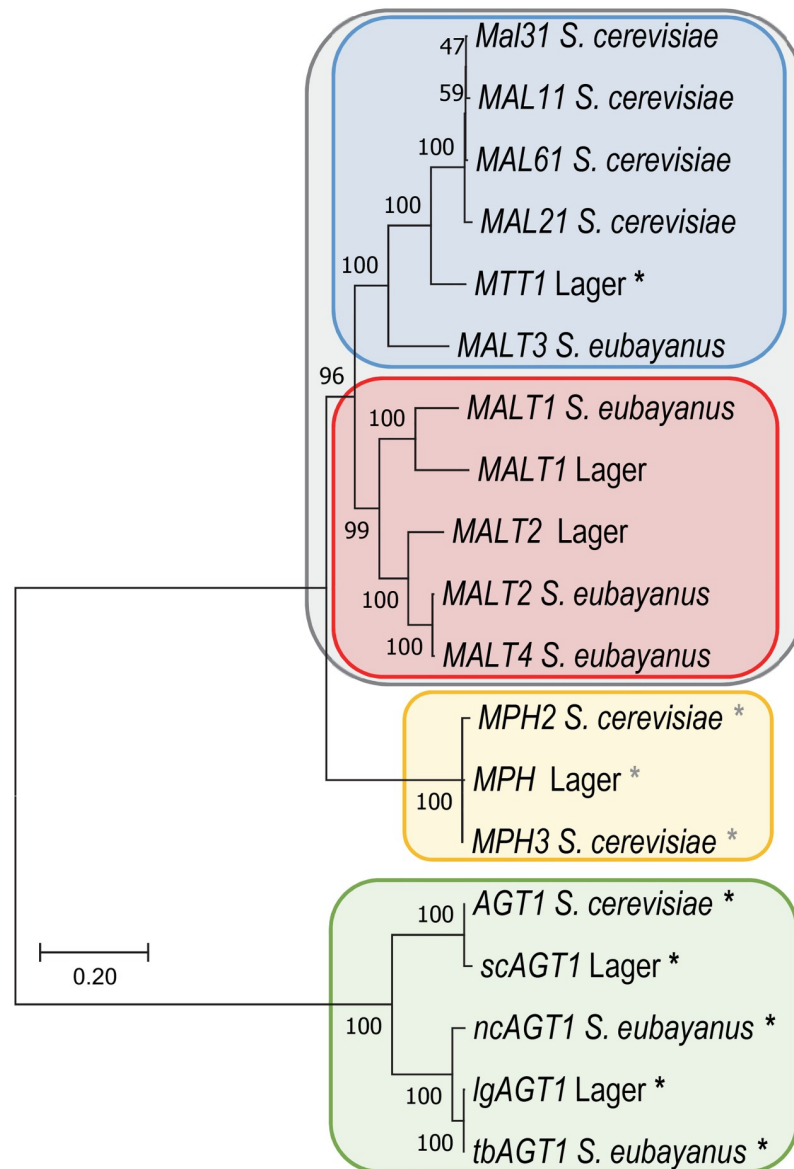 47
Mal31 S. cerevisiae
59
MAL11 S. cerevisiae
100
MAL61 S. cerevisiae
100
MAL21 S. cerevisiae
100
MTT1 Lager *
MALT3 S. eubayanus
96
100
MALT1 S. eubayanus
MALT1 Lager
99
MALT2 Lager
100
MALT2 S. eubayanus
100
MALT4 S. eubayanus
MPH2 S. cerevisiae *
MPH Lager *
100
MPH3 S. cerevisiae *
100
AGT1 S. cerevisiae *
0.20
scAGT1 Lager *
100
ncAGT1 S. eubayanus *
100
lgAGT1 Lager *
100
tbAGT1 S. eubayanus *